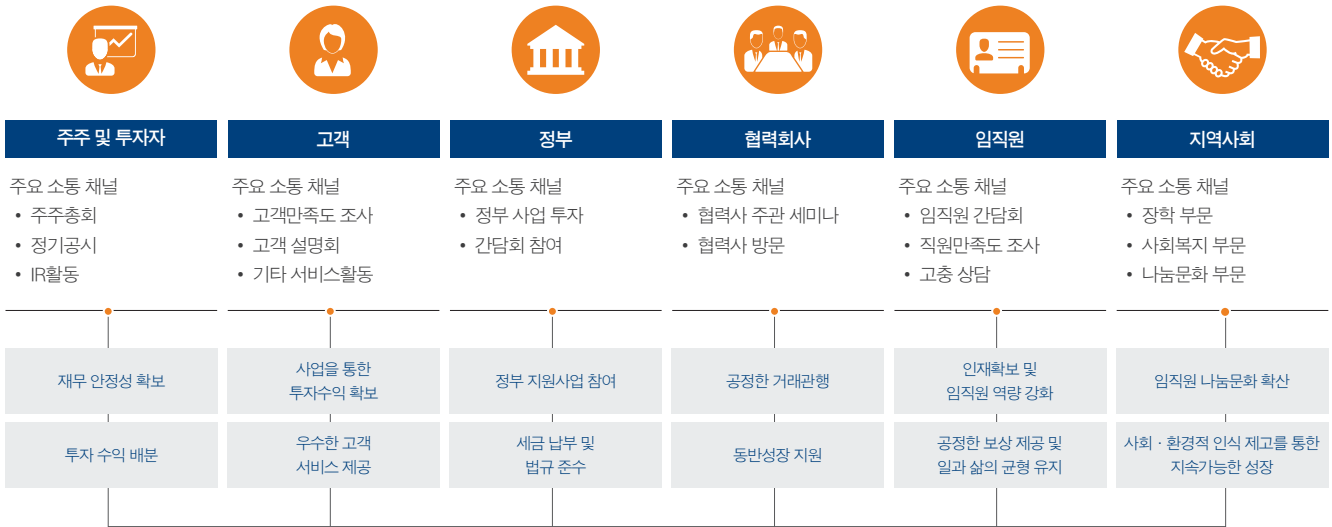 주주 및 투자자
주요 소통 채널
• 주주총회
• 정기공시
• IR활동
재무 안정성 확보
투자 수익 배분
고객
주요 소통 채널
• 고객만족도 조사
• 고객 설명회
• 기타 서비스활동
사업을 통한
투자수익 확보
우수한 고객
서비스 제공
정부
주요 소통 채널
• 정부 사업 투자
• 간담회 참여
정부 지원사업 참여
세금 납부 및
법규 준수
협력회사
주요 소통 채널
• 협력사 주관 세미나
• 협력사 방문
공정한 거래관행
동반성장 지원
임직원
주요 소통 채널
• 임직원 간담회
• 직원만족도 조사
• 고충 상담
인재확보 및
임직원 역량 강화
공정한 보상 제공 및
일과 삶의 균형 유지
지역사회
주요 소통 채널
• 장학 부문
• 사회복지 부문
• 나눔문화 부문
임직원 나눔문화 확산
사회 · 환경적 인식 제고를 통한
지속가능한 성장